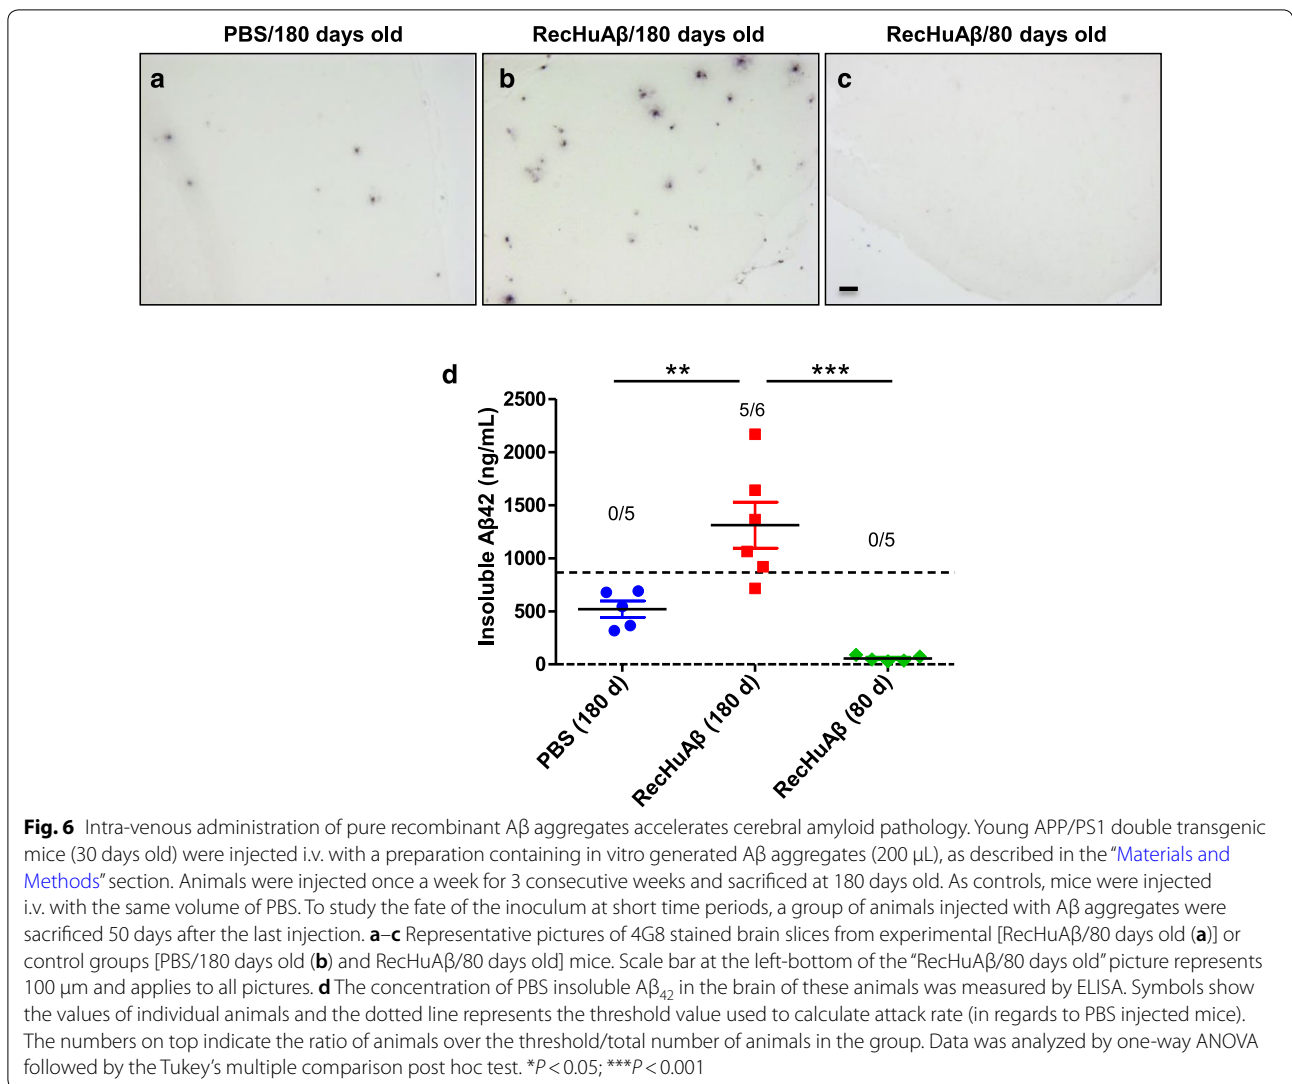 PBS/180 days old
RecHuAβ/180 days old
RecHuAβ/80 days old
a
b
c
d
**
***
Insoluble Aβ42 (ng/mL)
2500
2000
1500
1000
500
0
0/5
5/6
0/5
PBS (180 d)
RecHuAβ (180 d)
RecHuAβ (80 d)
Fig. 6 Intra-venous administration of pure recombinant Aβ aggregates accelerates cerebral amyloid pathology. Young APP/PS1 double transgenic
mice (30 days old) were injected i.v. with a preparation containing in vitro generated Aβ aggregates (200 µL), as described in the “Materials and
Methods” section. Animals were injected once a week for 3 consecutive weeks and sacrificed at 180 days old. As controls, mice were injected
i.v. with the same volume of PBS. To study the fate of the inoculum at short time periods, a group of animals injected with Aβ aggregates were
sacrificed 50 days after the last injection. a–c Representative pictures of 4G8 stained brain slices from experimental [RecHuAβ/80 days old (a)] or
control groups [PBS/180 days old (b) and RecHuAβ/80 days old] mice. Scale bar at the left-bottom of the “RecHuAβ/80 days old” picture represents
100 µm and applies to all pictures. d The concentration of PBS insoluble Aβ42 in the brain of these animals was measured by ELISA. Symbols show
the values of individual animals and the dotted line represents the threshold value used to calculate attack rate (in regards to PBS injected mice).
The numbers on top indicate the ratio of animals over the threshold/total number of animals in the group. Data was analyzed by one-way ANOVA
followed by the Tukey’s multiple comparison post hoc test. *P < 0.05; ***P < 0.001